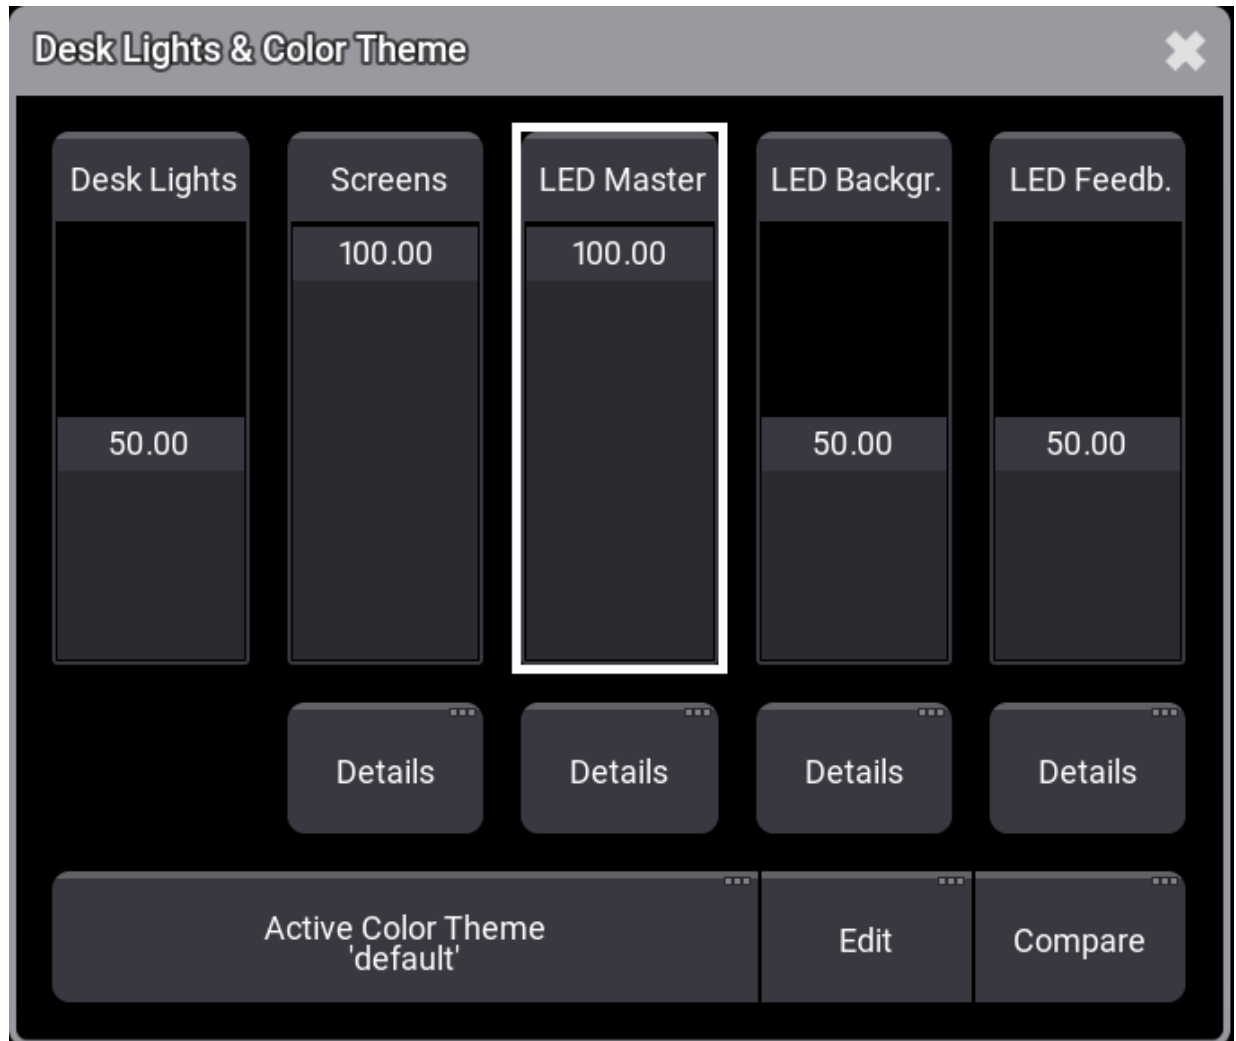 Desk Lights & Color Theme
Desk Lights
Screens
LED Master
LED Backgr.
LED Feedb.
100.00
100.00
50.00
50.00
50.00
Details
Details
Details
Details
Active Color Theme
'default'
Edit
Compare